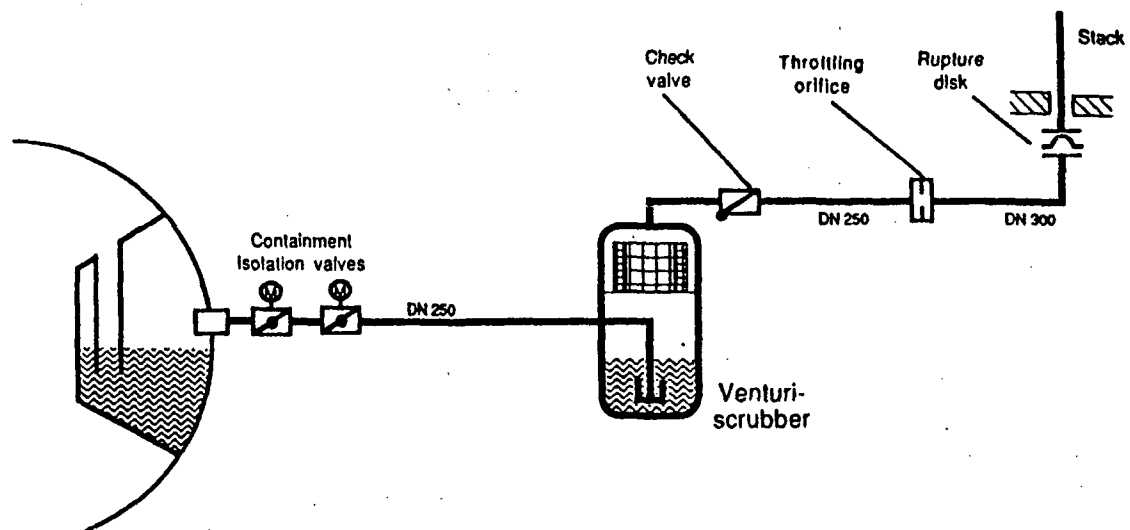 Stack
Check
valve
Throttling
orifice
Rupture
disk
DN 250
DN 300
Containment
Isolation valves
M
M
DN 250
Venturi-
scrubber